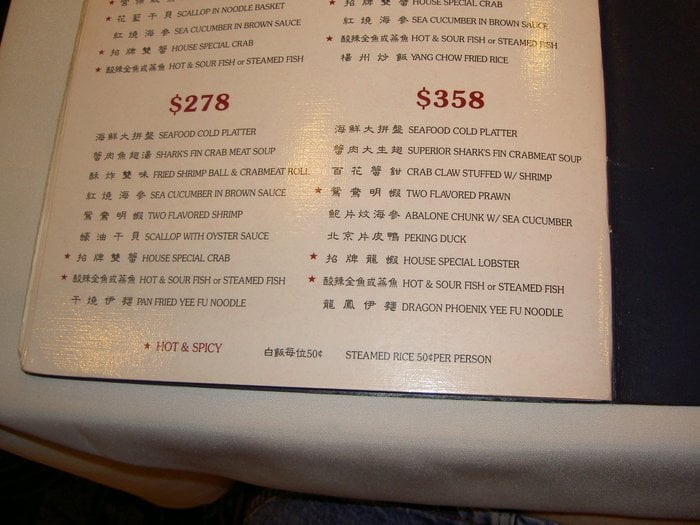 ★ 花籃干貝 SCALLOP IN NOODLE BASKET
紅燒海參 SEA CUCUMBER IN BROWN SAUCE
★ 招牌雙蟹 HOUSE SPECIAL CRAB
★ 酸辣全魚或蒸魚 HOT & SOUR FISH or STEAMED FISH
$278
海鮮大拼盤 SEAFOOD COLD PLATTER
蟹肉魚翅湯 SHARK'S FIN CRAB MEAT SOUP
酥炸雙味 FRIED SHRIMP BALL & CRABMEAT ROLL
紅燒海參 SEA CUCUMBER IN BROWN SAUCE
鴛鴦明蝦 TWO FLAVORED SHRIMP
蠔油干貝 SCALLOP WITH OYSTER SAUCE
★ 招牌雙蟹 HOUSE SPECIAL CRAB
★ 酸辣全魚或蒸魚 HOT & SOUR FISH or STEAMED FISH
干燒伊麵 PAN FRIED YEE FU NOODLE
★ 招牌雙蟹 HOUSE SPECIAL CRAB
紅燒海參 SEA CUCUMBER IN BROWN SAUCE
★ 酸辣全魚或蒸魚 HOT & SOUR FISH or STEAMED FISH
楊州炒飯 YANG CHOW FRIED RICE
$358
海鮮大拼盤 SEAFOOD COLD PLATTER
蟹肉大生翅 SUPERIOR SHARK'S FIN CRABMEAT SOUP
百花蟹鉗 CRAB CLAW STUFFED W/ SHRIMP
★ 鴛鴦明蝦 TWO FLAVORED PRAWN
鮑片炆海參 ABALONE CHUNK W/ SEA CUCUMBER
北京片皮鴨 PEKING DUCK
★ 招牌龍蝦 HOUSE SPECIAL LOBSTER
★ 酸辣全魚或蒸魚 HOT & SOUR FISH or STEAMED FISH
龍鳳伊麵 DRAGON PHOENIX YEE FU NOODLE
★ HOT & SPICY
白飯每位50¢ STEAMED RICE 50¢PER PERSON